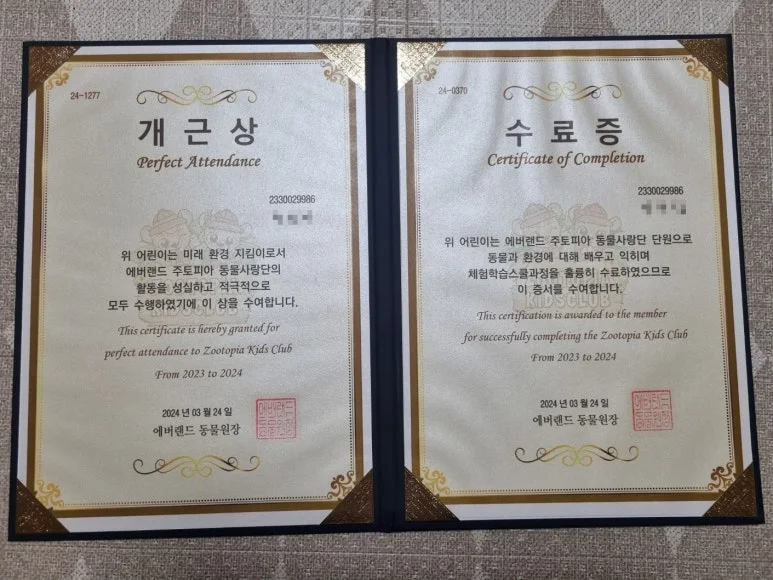 24-1277
개근상
Perfect Attendance
2330029986
위 어린이는 미래 환경 지킴이로서
에버랜드 주토피아 동물사랑단의
활동을 성실하고 적극적으로
모두 수행하였기에 이 상을 수여합니다.
KIDSCLUB
This certificate is hereby granted for
perfect attendance to Zootopia Kids Club
From 2023 to 2024
2024 년 03 월 24 일
에버랜드 동물원장
24-0370
수료증
Certificate of Completion
2330029986
위 어린이는 에버랜드 주토피아 동물사랑단 단원으로
동물과 환경에 대해 배우고 익히며
체험학습스쿨과정을 훌륭히 수료하였으므로
이 증서를 수여합니다.
KIDSCLUB
This certification is awarded to the member
for successfully completing the Zootopia Kids Club
From 2023 to 2024
2024 년 03 월 24 일
에버랜드 동물원장